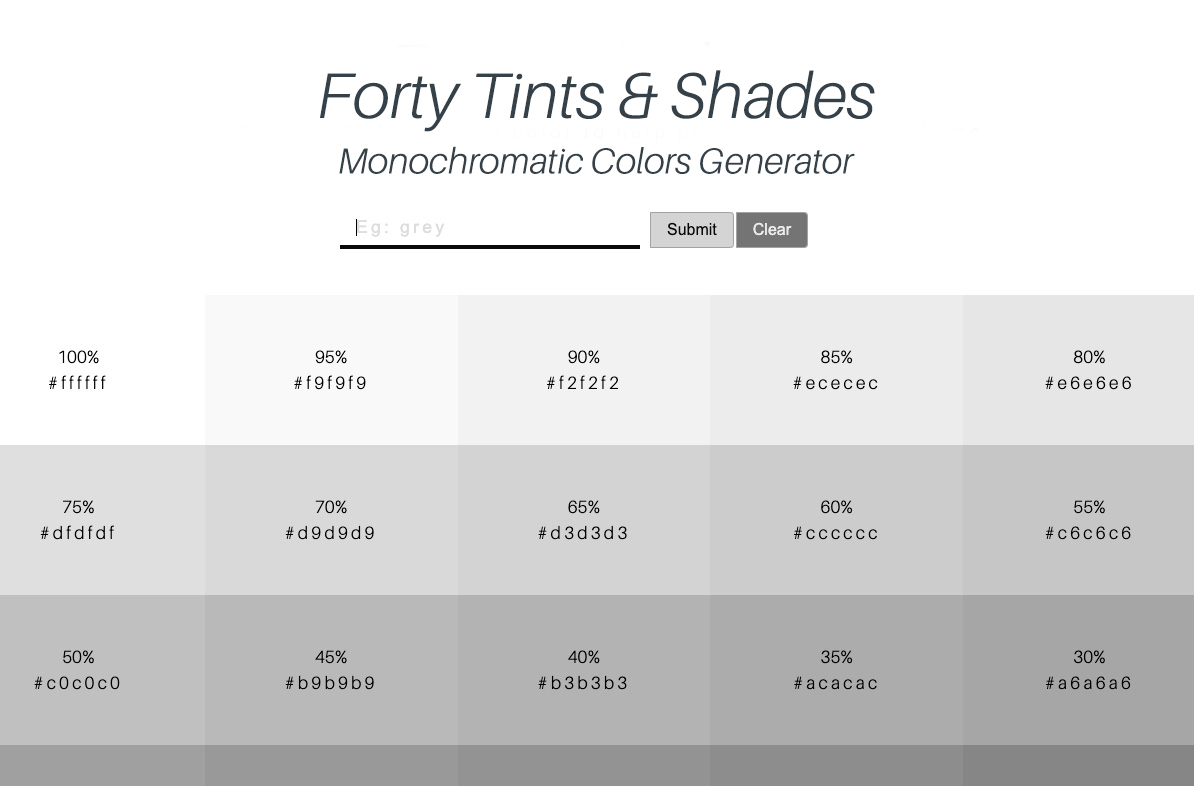 Forty Tints & Shades
Monochromatic Colors Generator
Eg: grey
Submit
Clear
100%
#ffffff
95%
#f9f9f9
90%
#f2f2f2
85%
#ececec
80%
#e6e6e6
75%
#dfdfdf
70%
#d9d9d9
65%
#d3d3d3
60%
#cccccc
55%
#c6c6c6
50%
#c0c0c0
45%
#b9b9b9
40%
#b3b3b3
35%
#acacac
30%
#a6a6a6